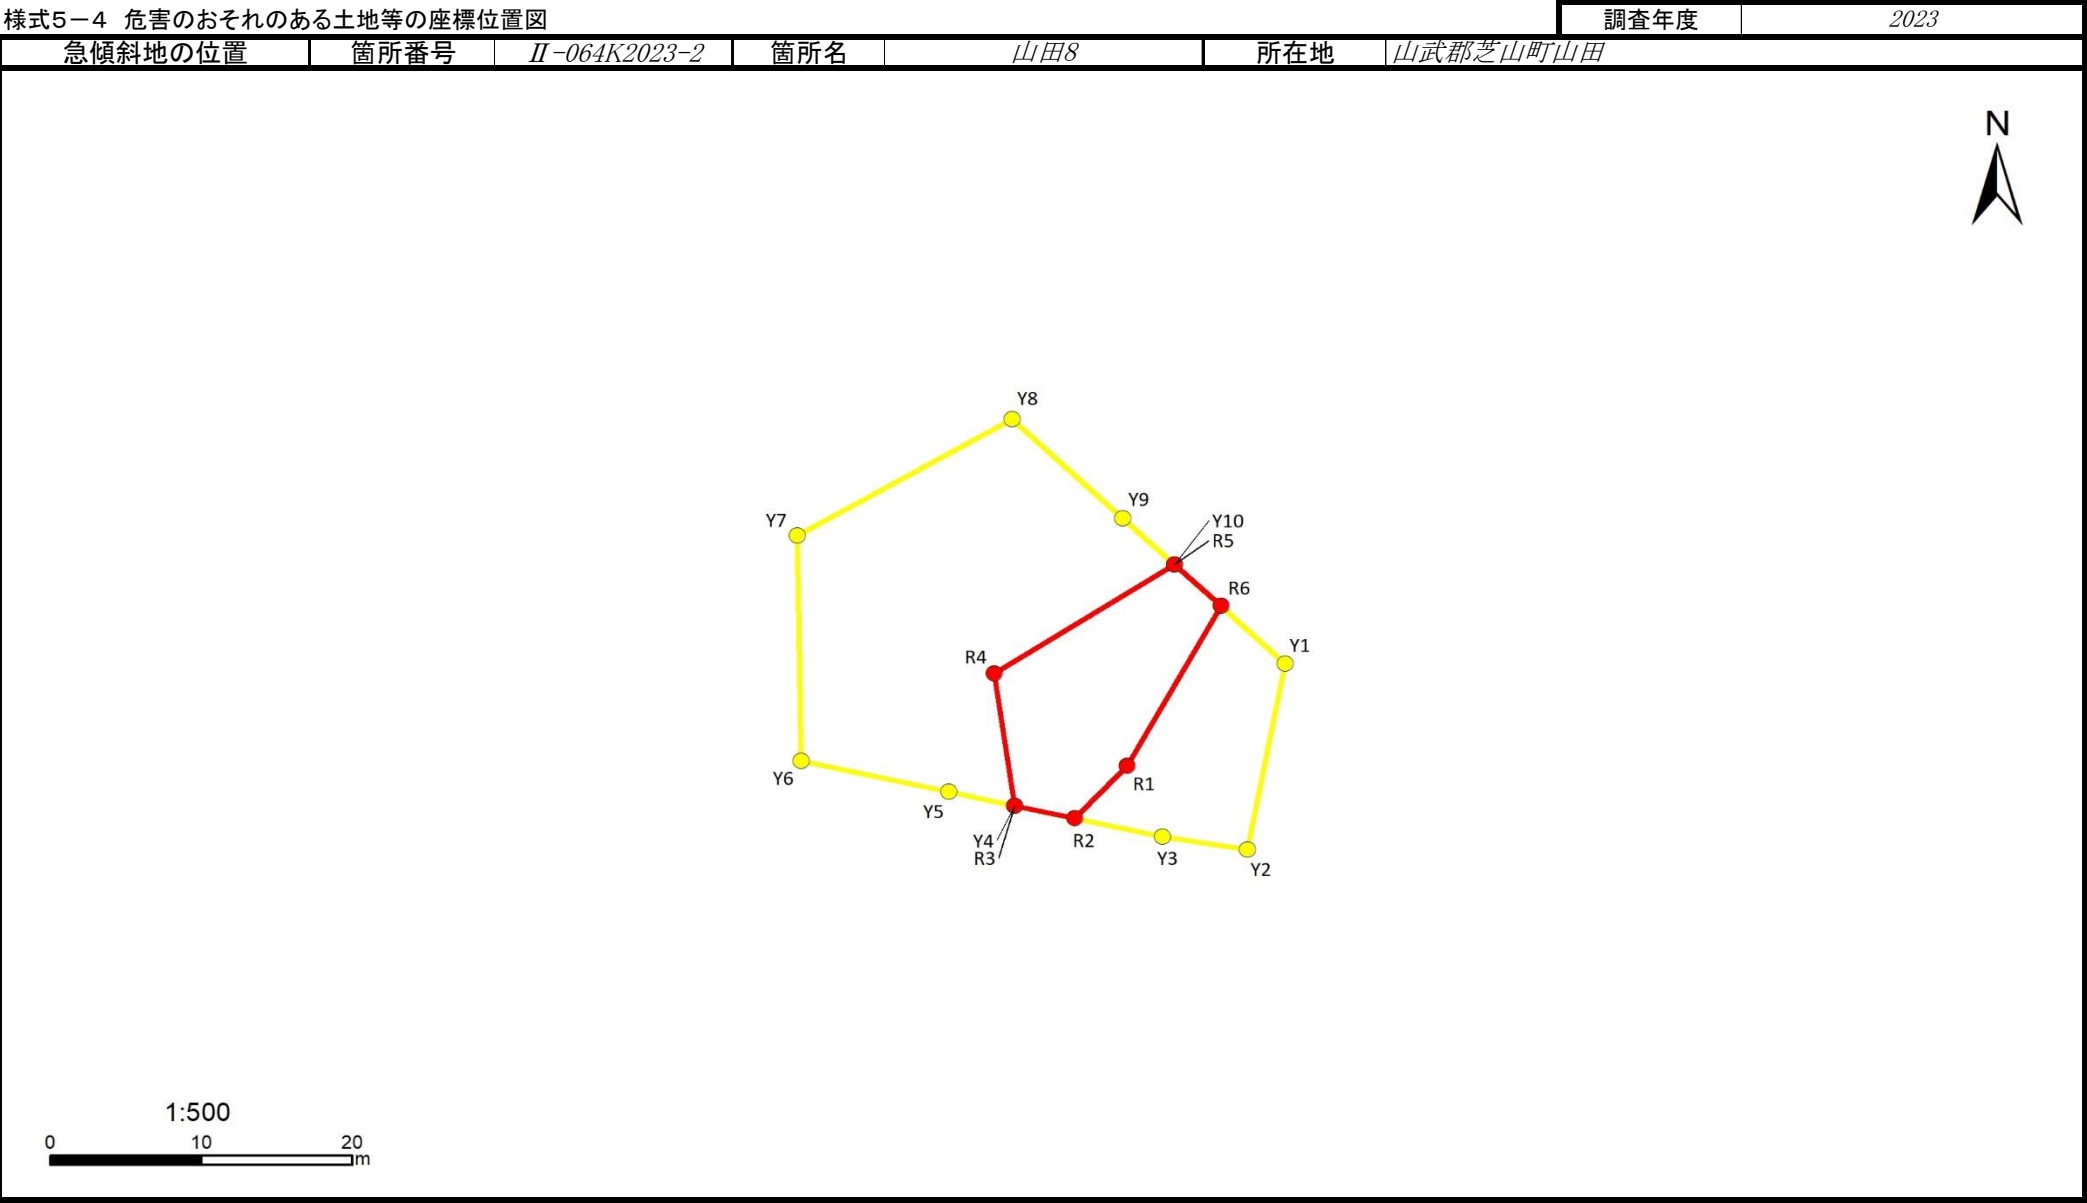 様式5－4 危害のおそれのある土地等の座標位置図 調査年度 2023
急傾斜地の位置 箇所番号 Ⅱ-064K2023-2 箇所名 山田8 所在地 山武郡芝山町山田
N
Y8
Y9
Y7
Y10
R5
R6
Y1
R4
Y6
R1
Y5
Y4
R2
R3
Y3
Y2
1:500
0 10 20
m